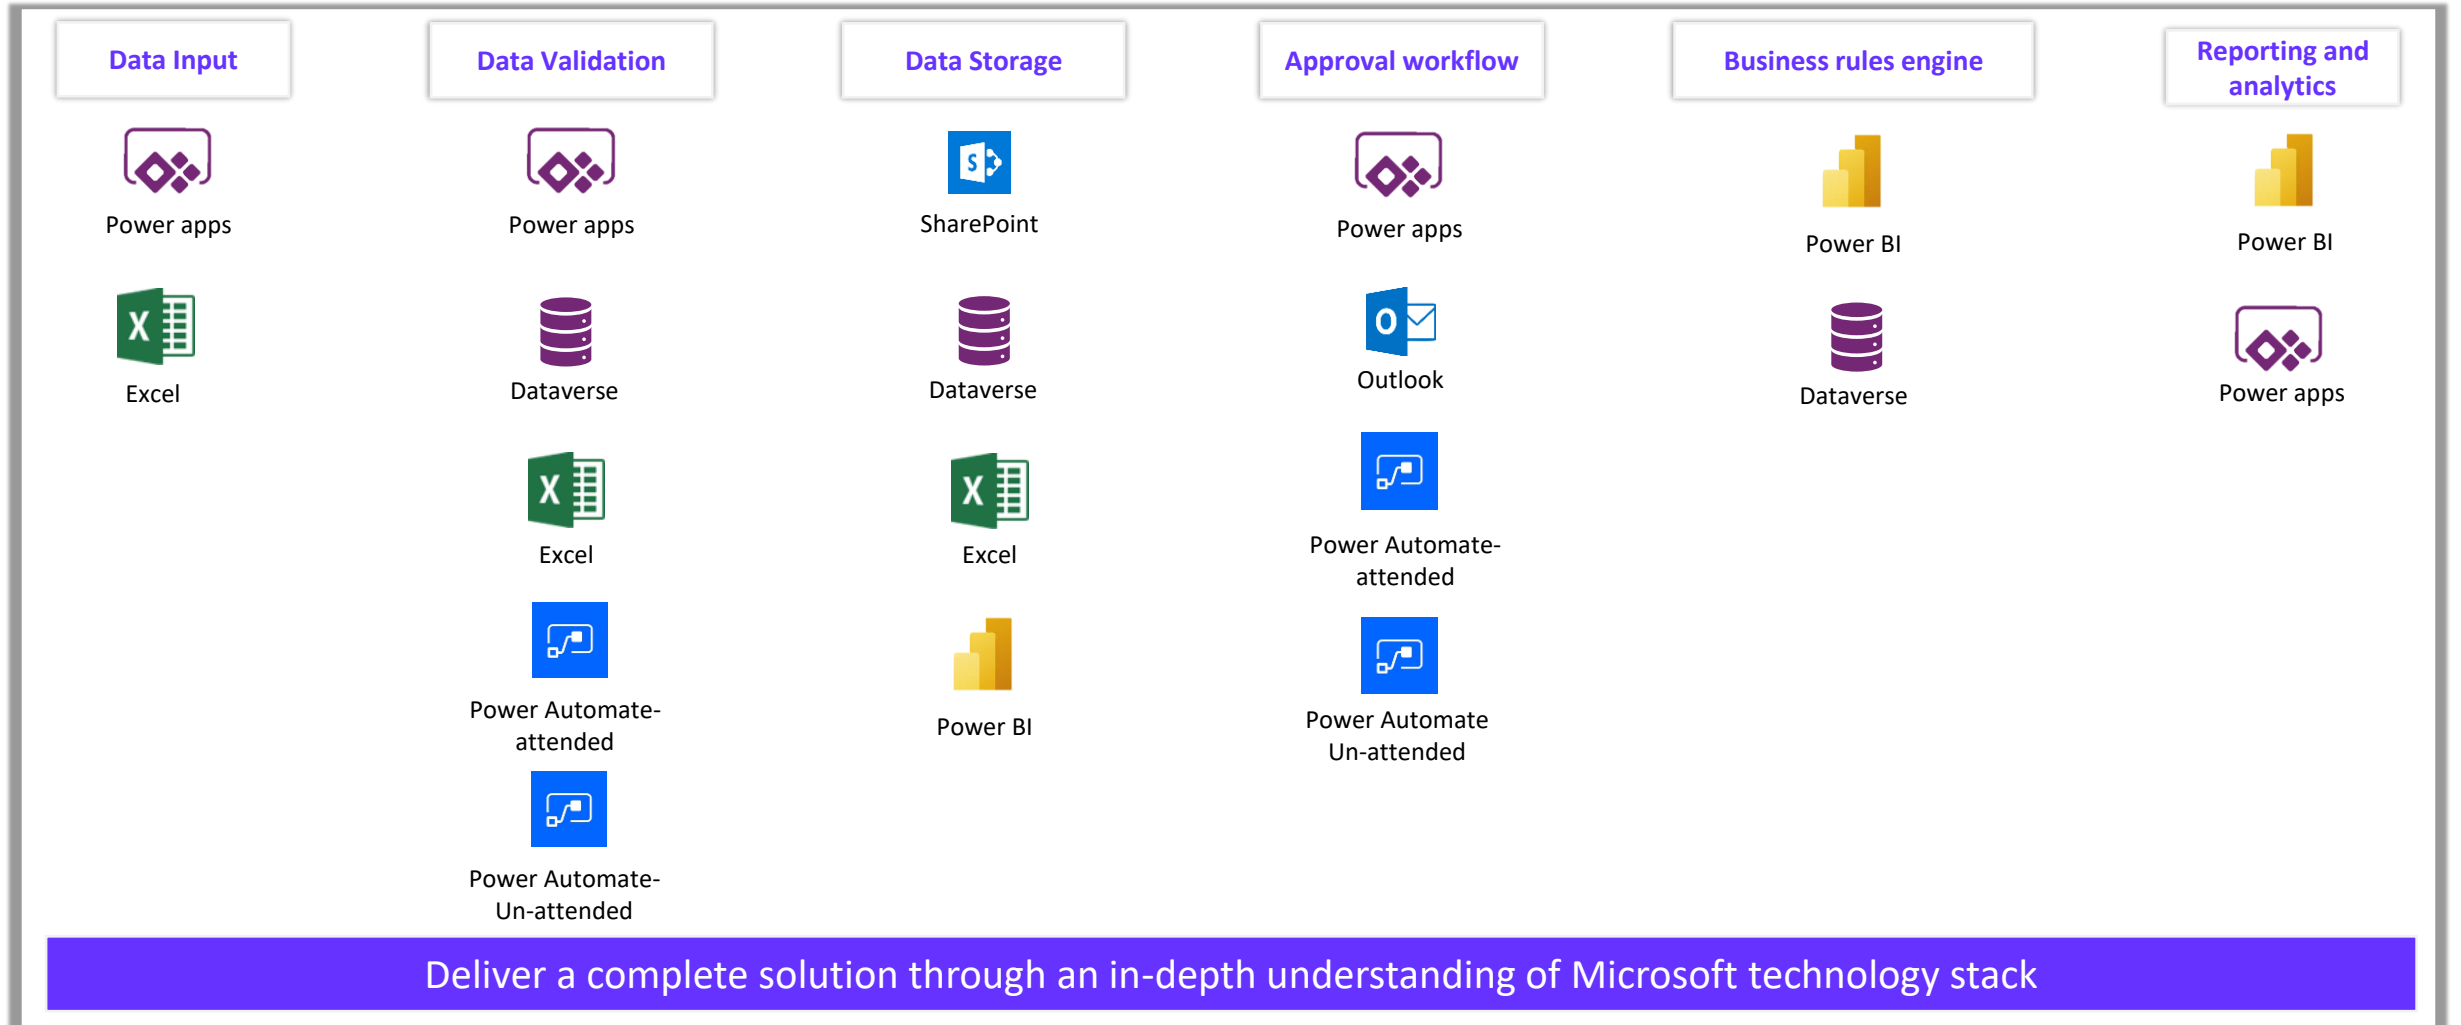 Data Input
Power apps
Excel
Data Validation
Power apps
Dataverse
Excel
Power Automate-
attended
Power Automate-
Un-attended
Data Storage
SharePoint
Dataverse
Excel
Power BI
Approval workflow
Power apps
Outlook
Power Automate-
attended
Power Automate
Un-attended
Business rules engine
Power BI
Dataverse
Reporting and
analytics
Power BI
Power apps
Deliver a complete solution through an in-depth understanding of Microsoft technology stack